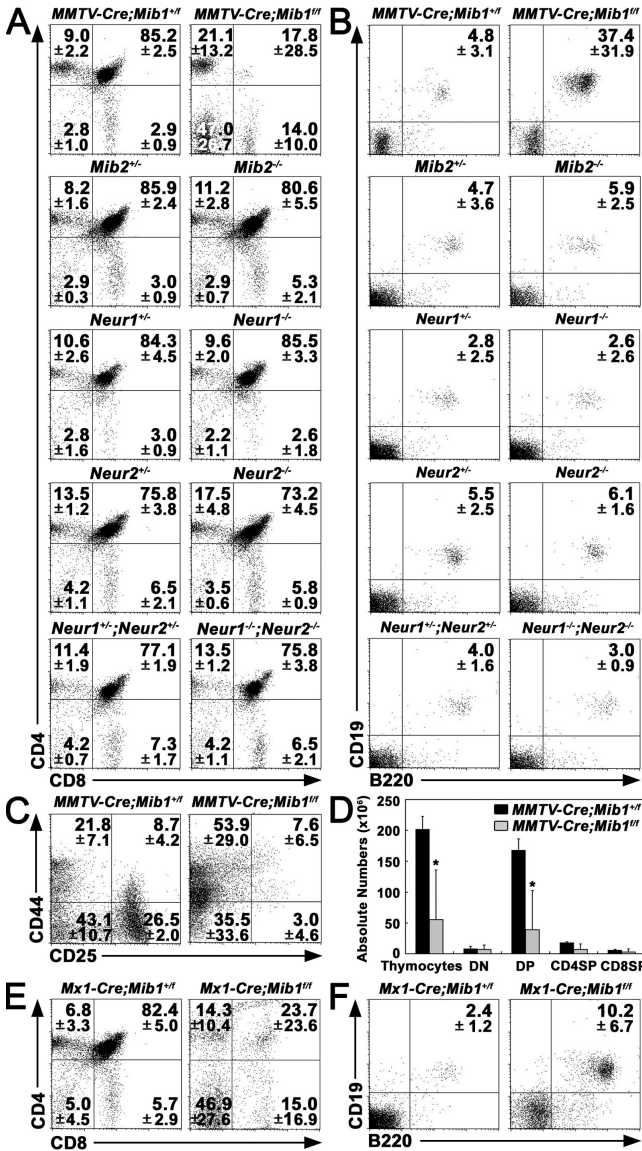 A
MMTV-Cre;Mib1+/f
MMTV-Cre;Mib1f/f
9.0 85.2 21.1 17.8
±2.2 ±2.5 ±13.2 ±28.5
2.8 2.9 47.0 14.0
±1.0 ±0.9 26.7 ±10.0
Mib2+/-
Mib2-/-
8.2 85.9 11.2 80.6
±1.6 ±2.4 ±2.8 ±5.5
2.9 3.0 2.9 5.3
±0.3 ±0.9 ±0.7 ±2.1
Neur1+/-
Neur1-/-
10.6 84.3 9.6 85.5
±2.6 ±4.5 ±2.0 ±3.3
2.8 3.0 2.2 2.6
±1.6 ±0.9 ±1.1 ±1.8
Neur2+/-
Neur2-/-
13.5 75.8 17.5 73.2
±1.2 ±3.8 ±4.8 ±4.5
4.2 6.5 3.5 5.8
±1.1 ±2.1 ±0.6 ±0.9
Neur1+/-;Neur2+/-
Neur1-/-;Neur2-/-
11.4 77.1 13.5 75.8
±1.9 ±1.9 ±1.2 ±3.8
4.2 7.3 4.2 6.5
±0.7 ±1.7 ±1.1 ±2.1
CD4
CD8
B
MMTV-Cre;Mib1+/f
MMTV-Cre;Mib1f/f
4.8 37.4
±3.1 ±31.9
Mib2+/-
Mib2-/-
4.7 5.9
±3.6 ±2.5
Neur1+/-
Neur1-/-
2.8 2.6
±2.5 ±2.6
Neur2+/-
Neur2-/-
5.5 6.1
±2.5 ±1.6
Neur1+/-;Neur2+/-
Neur1-/-;Neur2-/-
4.0 3.0
±1.6 ±0.9
CD19
B220
C
MMTV-Cre;Mib1+/f
MMTV-Cre;Mib1f/f
21.8 8.7 53.9 7.6
±7.1 ±4.2 ±29.0 ±6.5
43.1 26.5 35.5 3.0
±10.7 ±2.0 ±33.6 ±4.6
CD44
CD25
D
MMTV-Cre;Mib1+/f
MMTV-Cre;Mib1f/f
Absolute Numbers (x10⁶)
250
200
150
100
50
0
*
*
Thymocytes DN DP CD4SP CD8SP
E
Mx1-Cre;Mib1+/f
Mx1-Cre;Mib1f/f
6.8 82.4 14.3 23.7
±3.3 ±5.0 ±10.4 ±23.6
5.0 5.7 46.9 15.0
±4.5 ±2.9 ±27.6 ±16.9
CD4
CD8
F
Mx1-Cre;Mib1+/f
Mx1-Cre;Mib1f/f
2.4 10.2
±1.2 ±6.7
CD19
B220